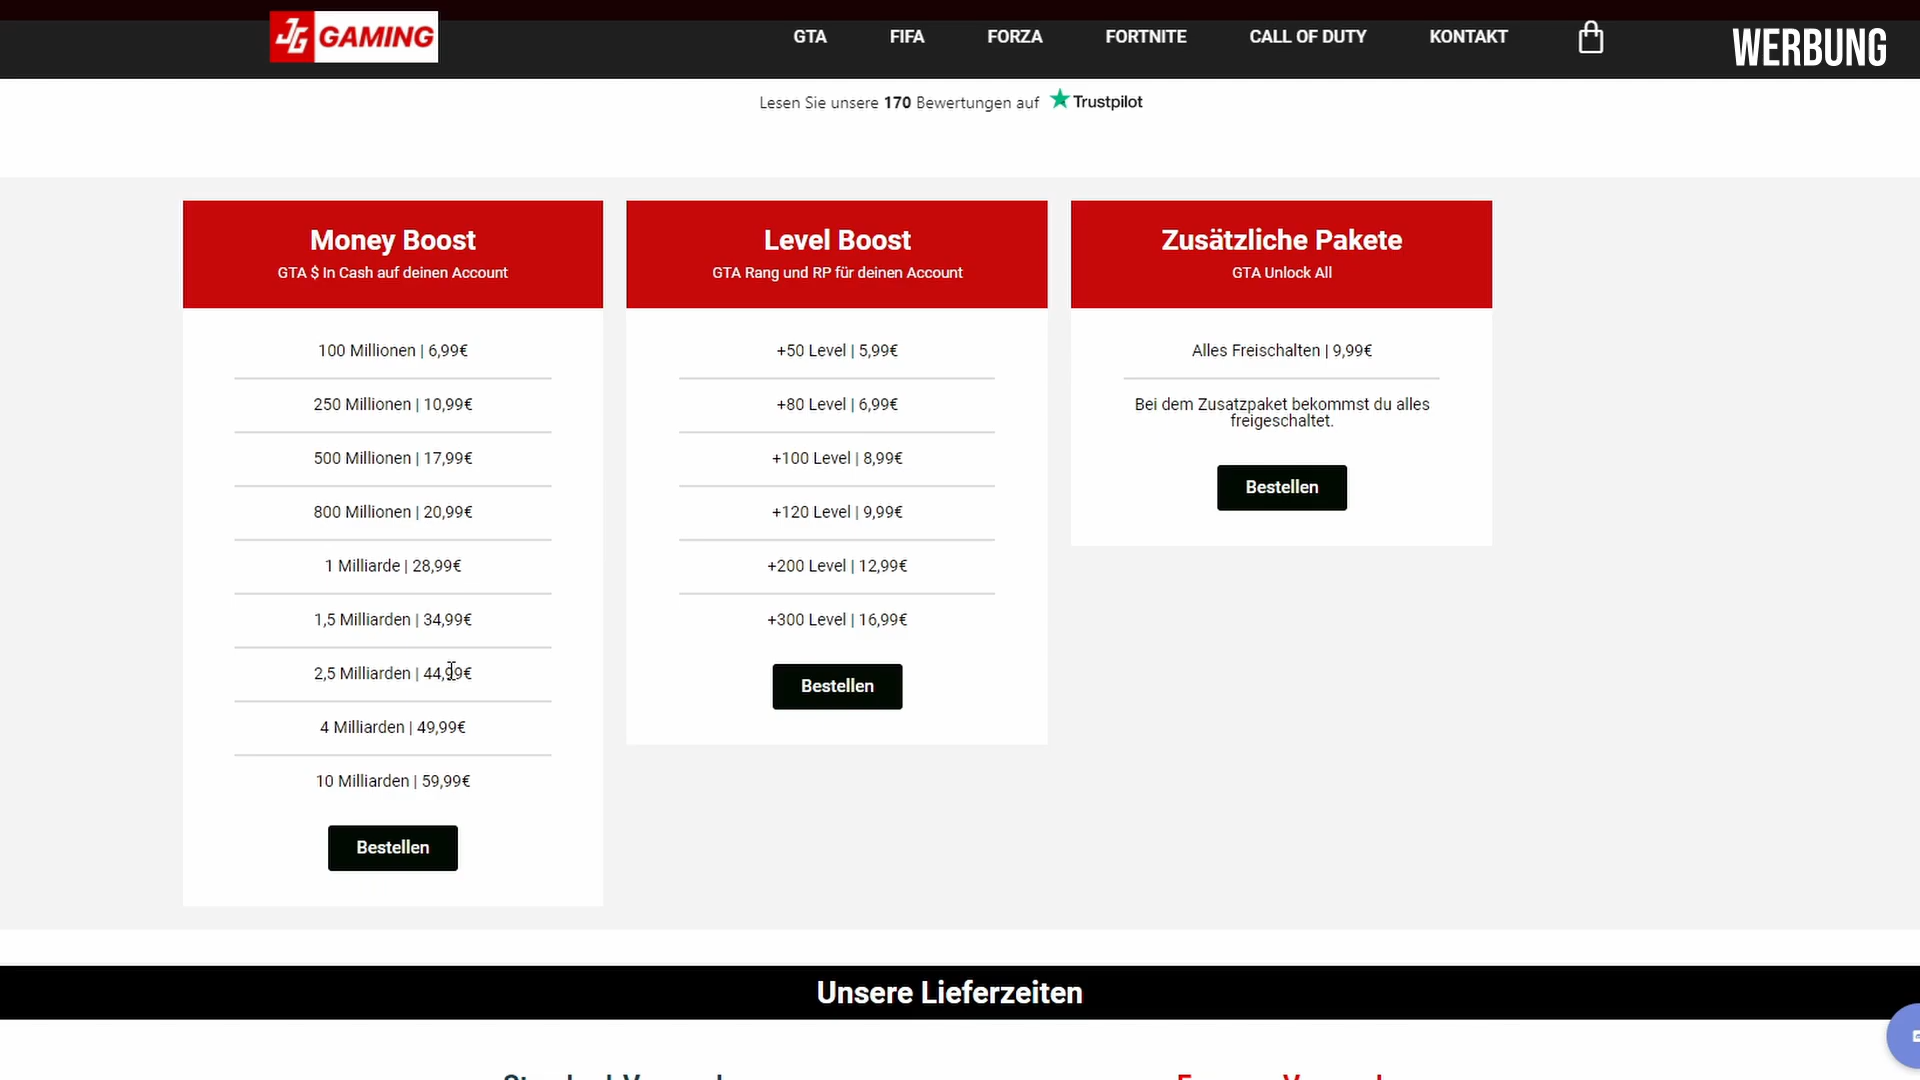 JG GAMING
GTA
FIFA
FORZA
FORTNITE
CALL OF DUTY
KONTAKT
WERBUNG
Lesen Sie unsere 170 Bewertungen auf Trustpilot
Money Boost
GTA $ In Cash auf deinen Account
100 Millionen | 6,99€
250 Millionen | 10,99€
500 Millionen | 17,99€
800 Millionen | 20,99€
1 Milliarde | 28,99€
1,5 Milliarden | 34,99€
2,5 Milliarden | 44,99€
4 Milliarden | 49,99€
10 Milliarden | 59,99€
Bestellen
Level Boost
GTA Rang und RP für deinen Account
+50 Level | 5,99€
+80 Level | 6,99€
+100 Level | 8,99€
+120 Level | 9,99€
+200 Level | 12,99€
+300 Level | 16,99€
Bestellen
Zusätzliche Pakete
GTA Unlock All
Alles Freischalten | 9,99€
Bei dem Zusatzpaket bekommst du alles
freigeschaltet.
Bestellen
Unsere Lieferzeiten